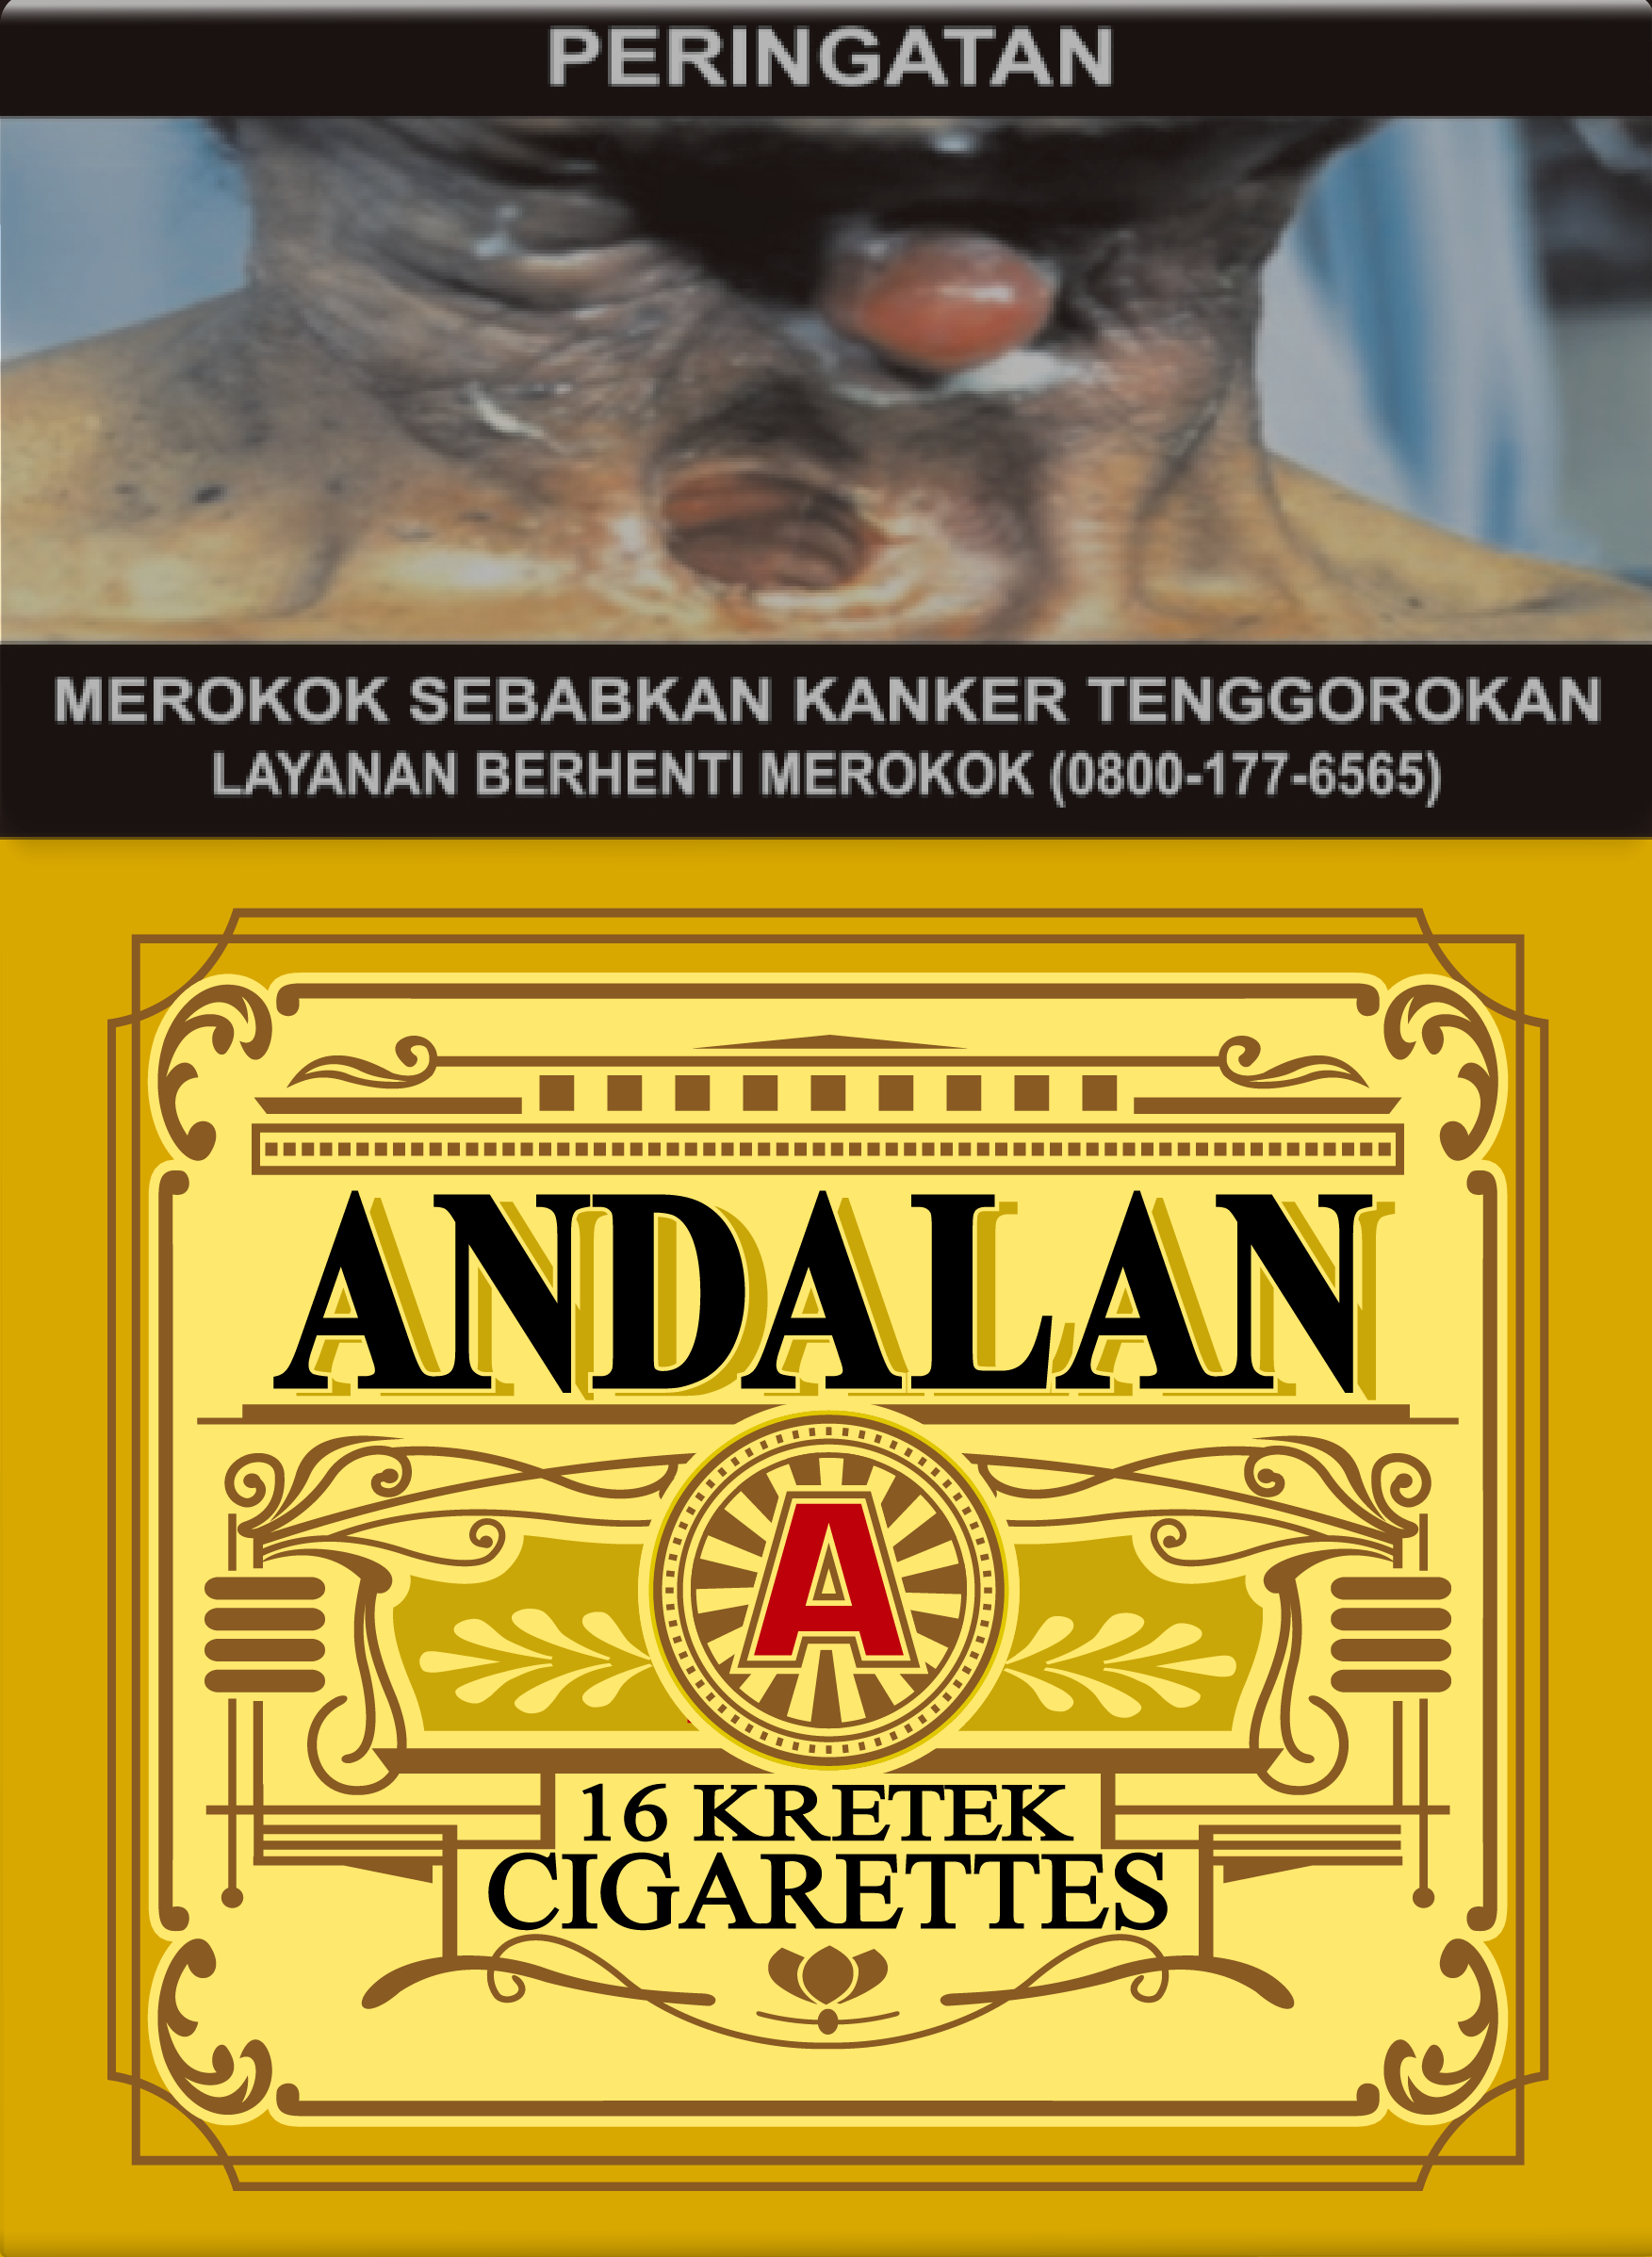 PERINGATAN
MEROKOK SEBABKAN KANKER TENGGOROKAN
LAYANAN BERHENTI MEROKOK (0800-177-6565)
ANDALAN
A
16 KRETEK
CIGARETTES